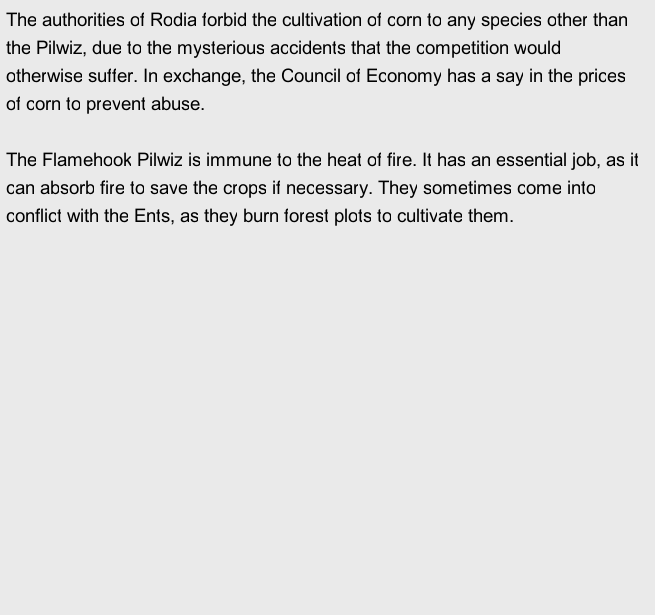 The authorities of Rodia forbid the cultivation of corn to any species other than
the Pilwiz, due to the mysterious accidents that the competition would
otherwise suffer. In exchange, the Council of Economy has a say in the prices
of corn to prevent abuse.

The Flamehook Pilwiz is immune to the heat of fire. It has an essential job, as it
can absorb fire to save the crops if necessary. They sometimes come into
conflict with the Ents, as they burn forest plots to cultivate them.